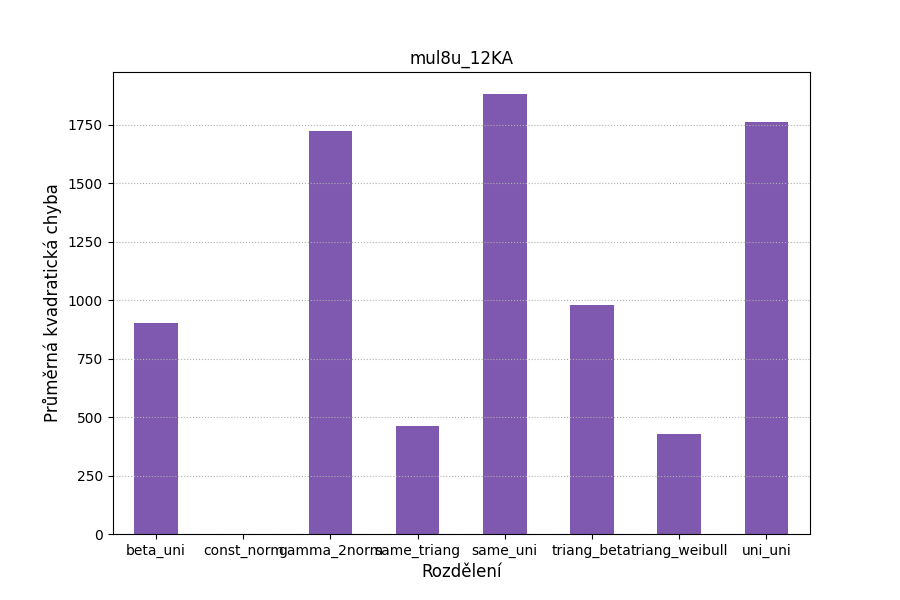 mul8u_12KA
Průměrná kvadratická chyba
1750
1500
1250
1000
750
500
250
0
beta_uni const_norm gamma_2norm same_triang same_uni triang_beta triang_weibull uni_uni
Rozdělení